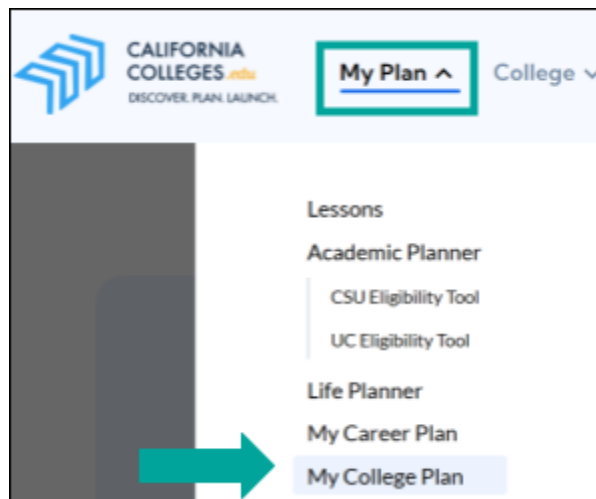 CALIFORNIA
COLLEGES.edu
DISCOVER. PLAN. LAUNCH.
My Plan
College
Lessons
Academic Planner
CSU Eligibility Tool
UC Eligibility Tool
Life Planner
My Career Plan
My College Plan